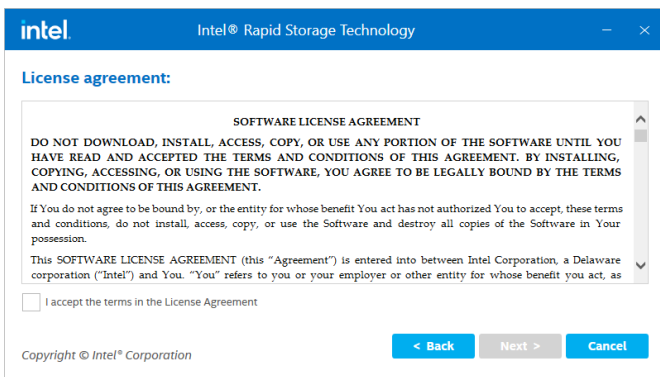 intel.
Intel® Rapid Storage Technology
License agreement:
SOFTWARE LICENSE AGREEMENT
DO NOT DOWNLOAD, INSTALL, ACCESS, COPY, OR USE ANY PORTION OF THE SOFTWARE UNTIL YOU
HAVE READ AND ACCEPTED THE TERMS AND CONDITIONS OF THIS AGREEMENT. BY INSTALLING,
COPYING, ACCESSING, OR USING THE SOFTWARE, YOU AGREE TO BE LEGALLY BOUND BY THE TERMS
AND CONDITIONS OF THIS AGREEMENT.
If You do not agree to be bound by, or the entity for whose benefit You act has not authorized You to accept, these terms
and conditions, do not install, access, copy, or use the Software and destroy all copies of the Software in Your
possession.
This SOFTWARE LICENSE AGREEMENT (this “Agreement”) is entered into between Intel Corporation, a Delaware
corporation (“Intel”) and You. “You” refers to you or your employer or other entity for whose benefit you act, as
I accept the terms in the License Agreement
< Back
Next >
Cancel
Copyright © Intel® Corporation